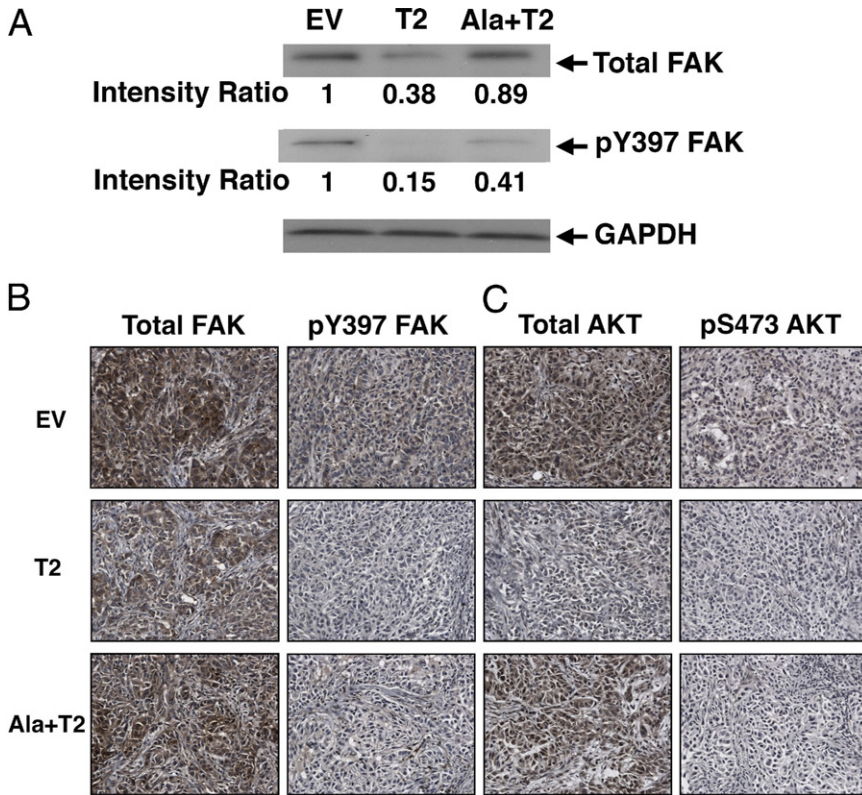 A
EV T2 Ala+T2
Total FAK
Intensity Ratio 1 0.38 0.89
pY397 FAK
Intensity Ratio 1 0.15 0.41
GAPDH
B
Total FAK pY397 FAK
C
Total AKT pS473 AKT
EV
T2
Ala+T2